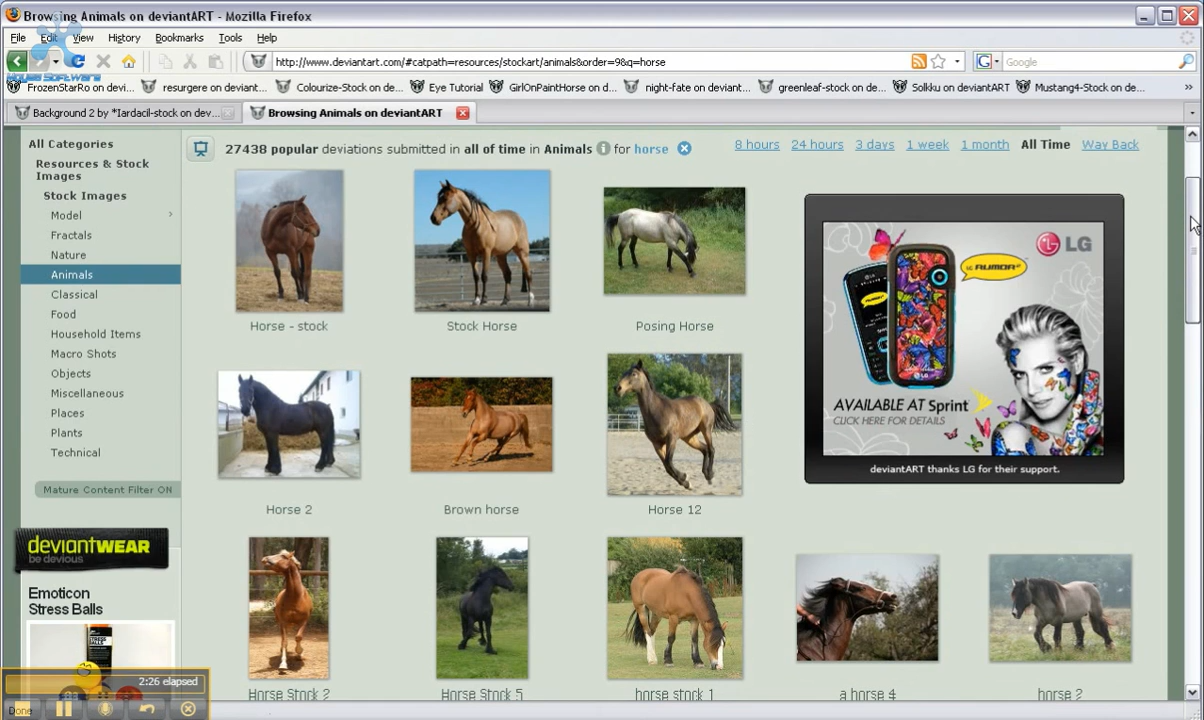 Browsing Animals on deviantART - Mozilla Firefox
File Edit View History Bookmarks Tools Help
http://www.deviantart.com/#catpath=resources/stockart/animals&order=9&q=horse
Google
FrozenStarRo on devi... resurgere on deviant... Colourize-Stock on de... Eye Tutorial GirlOnPaintHorse on d... night-fate on deviant... greenleaf-stock on de... Solkku on deviantART Mustang4-Stock on de... »
Background 2 by *Iardacil-stock on dev... Browsing Animals on deviantART
All Categories
Resources & Stock
Images
Stock Images
Model
Fractals
Nature
Animals
Classical
Food
Household Items
Macro Shots
Objects
Miscellaneous
Places
Plants
Technical
Mature Content Filter ON
deviantWEAR
be devious
Emoticon
Stress Balls
27438 popular deviations submitted in all of time in Animals for horse
8 hours 24 hours 3 days 1 week 1 month All Time Way Back
Horse - stock Stock Horse Posing Horse
Horse 2 Brown horse Horse 12
Horse Stock 2 Horse Stock 5 horse stock 1 a horse 4 horse 2
LG
RUMOR
AVAILABLE AT Sprint
CLICK HERE FOR DETAILS
deviantART thanks LG for their support.
2:26 elapsed
Done